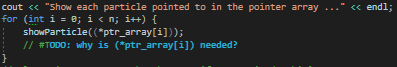 cout << "Show each particle pointed to in the pointer array ..." << endl;
for (int i = 0; i < n; i++) {
showParticle((*ptr_array[i]));
// #TODO: why is (*ptr_array[i]) needed?
}